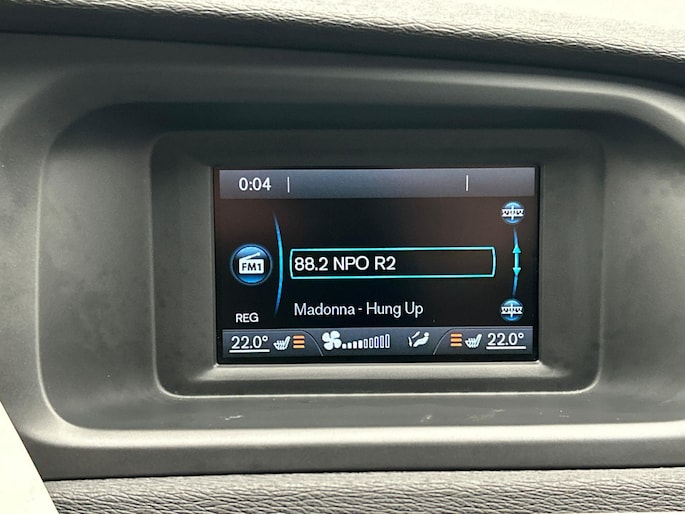 0:04
FM1
88.2 NPO R2
REG
Madonna - Hung Up
22.0° 22.0°